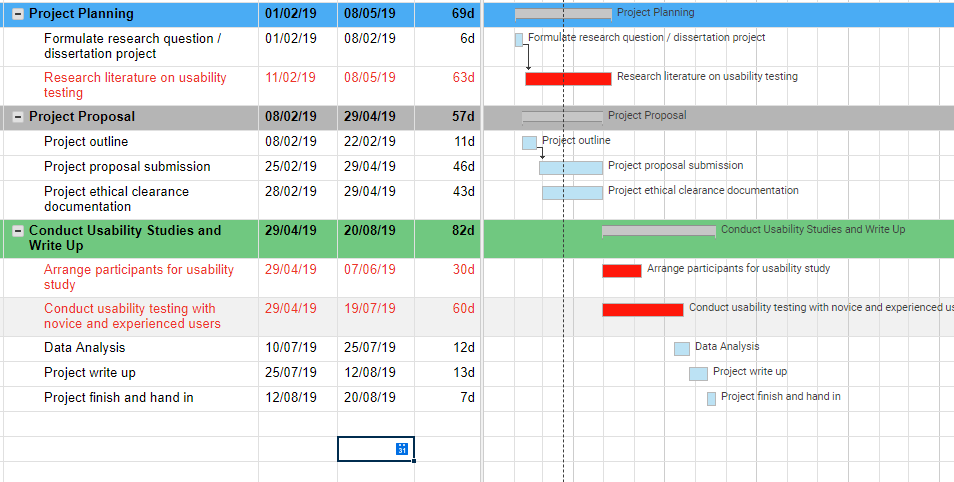 Project Planning 01/02/19 08/05/19 69d Project Planning
Formulate research question / 01/02/19 08/02/19 6d Formulate research question / dissertation project
dissertation project
Research literature on usability 11/02/19 08/05/19 63d Research literature on usability testing
testing
Project Proposal 08/02/19 29/04/19 57d Project Proposal
Project outline 08/02/19 22/02/19 11d Project outline
Project proposal submission 25/02/19 29/04/19 46d Project proposal submission
Project ethical clearance 28/02/19 29/04/19 43d Project ethical clearance documentation
documentation
Conduct Usability Studies and 29/04/19 20/08/19 82d Conduct Usability Studies and Write Up
Write Up
Arrange participants for usability 29/04/19 07/06/19 30d Arrange participants for usability study
study
Conduct usability testing with 29/04/19 19/07/19 60d Conduct usability testing with novice and experienced us
novice and experienced users
Data Analysis 10/07/19 25/07/19 12d Data Analysis
Project write up 25/07/19 12/08/19 13d Project write up
Project finish and hand in 12/08/19 20/08/19 7d Project finish and hand in
31